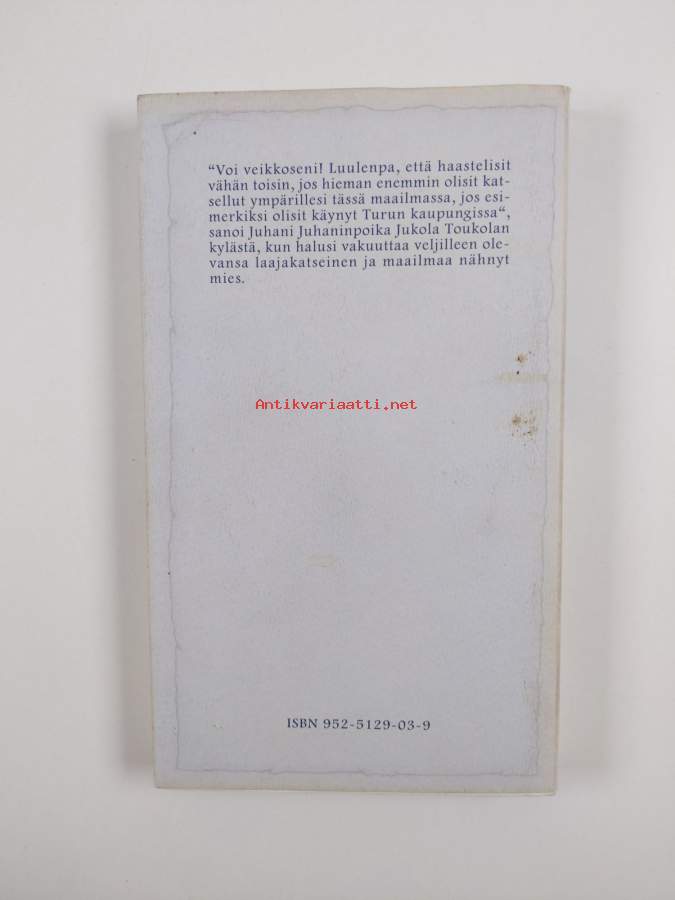 “Voi veikkoseni! Luulenpa, että haastelisit
vähän toisin, jos hieman enemmin olisit kat-
sellut ympärillesi tässä maailmassa, jos esi-
merkiksi olisit käynyt Turun kaupungissa“,
sanoi Juhani Juhaninpoika Jukola Toukolan
kylästä, kun halusi vakuuttaa veljilleen ole-
vansa laajakatseinen ja maailmaa nähnyt
mies.
Antikvariaatti.net
ISBN 952-5129-03-9